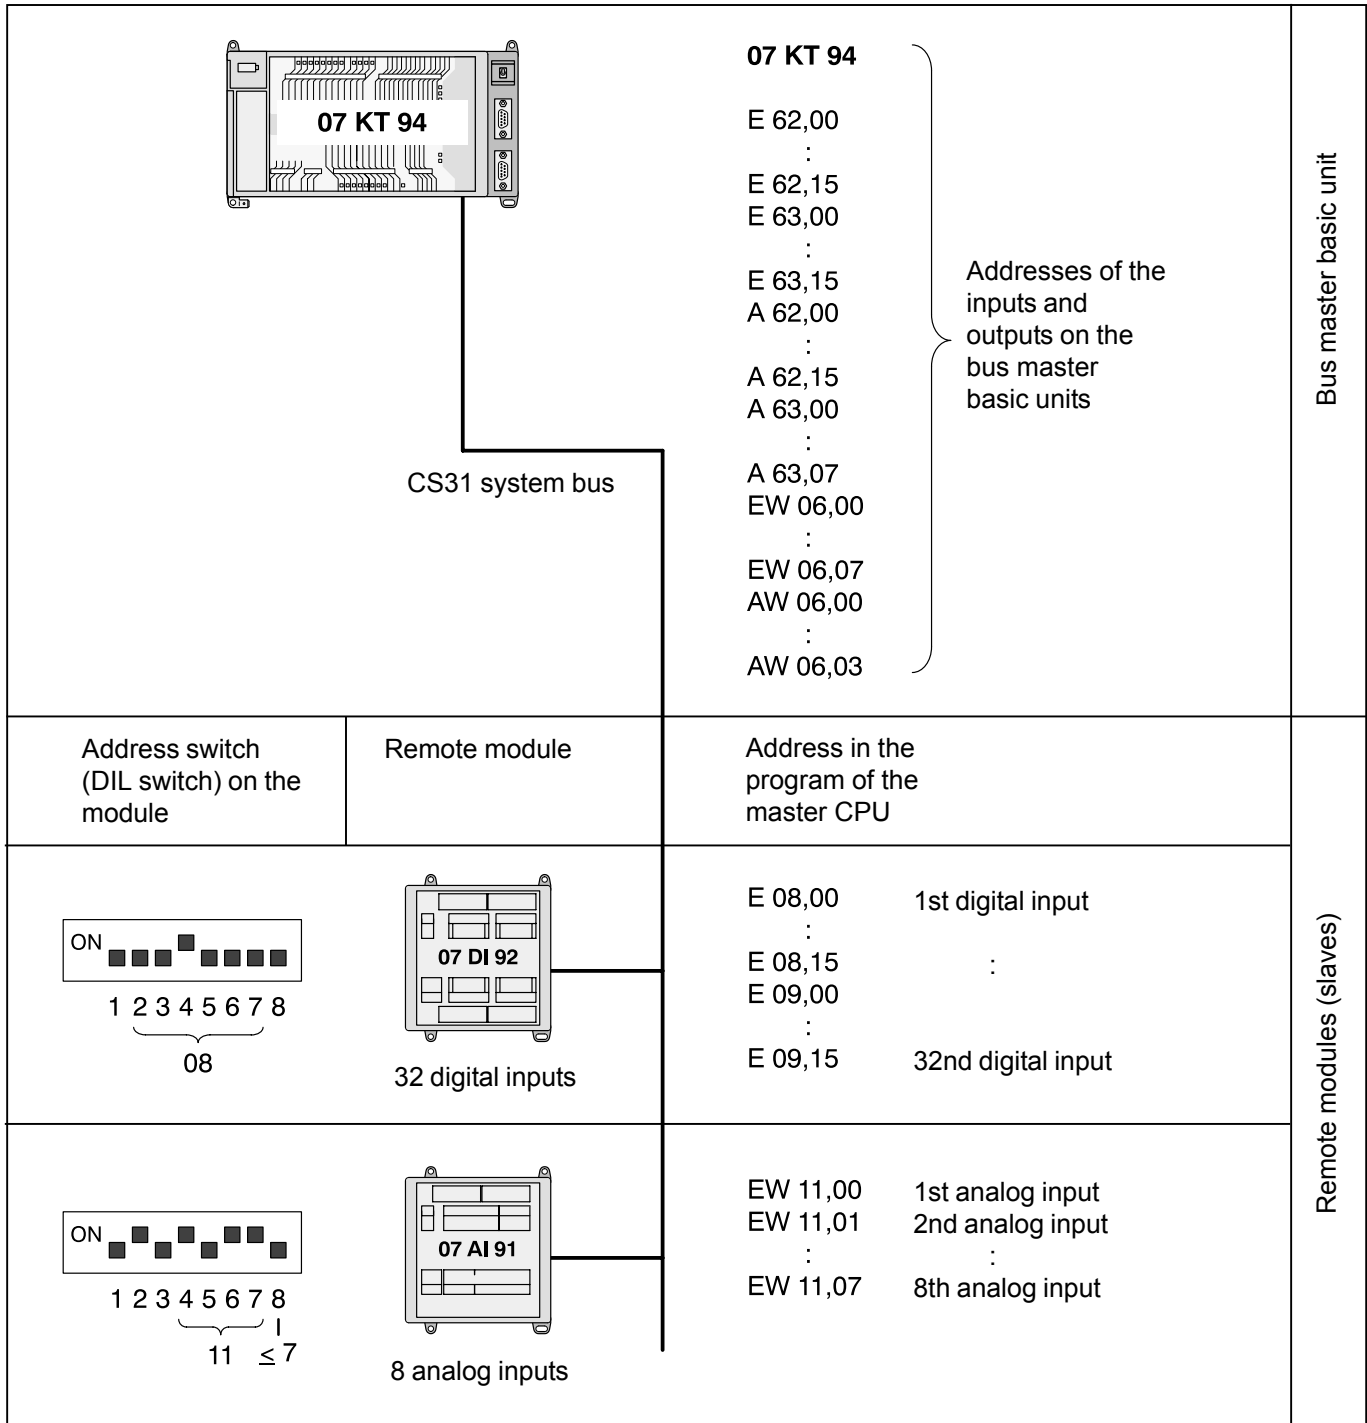 07 KT 94
07 KT 94
E 62,00
:
E 62,15
E 63,00
:
E 63,15
A 62,00
:
A 62,15
A 63,00
:
A 63,07
EW 06,00
:
EW 06,07
AW 06,00
:
AW 06,03
Addresses of the
inputs and
outputs on the
bus master
basic units
Bus master basic unit
CS31 system bus
Address switch
(DIL switch) on the
module
Remote module
Address in the
program of the
master CPU
Remote modules (slaves)
ON
1 2 3 4 5 6 7 8
08
07 DI 92
32 digital inputs
E 08,00 1st digital input
:
E 08,15 :
E 09,00
:
E 09,15 32nd digital input
ON
1 2 3 4 5 6 7 8
11 ≤ 7
07 AI 91
8 analog inputs
EW 11,00 1st analog input
EW 11,01 2nd analog input
: :
EW 11,07 8th analog input